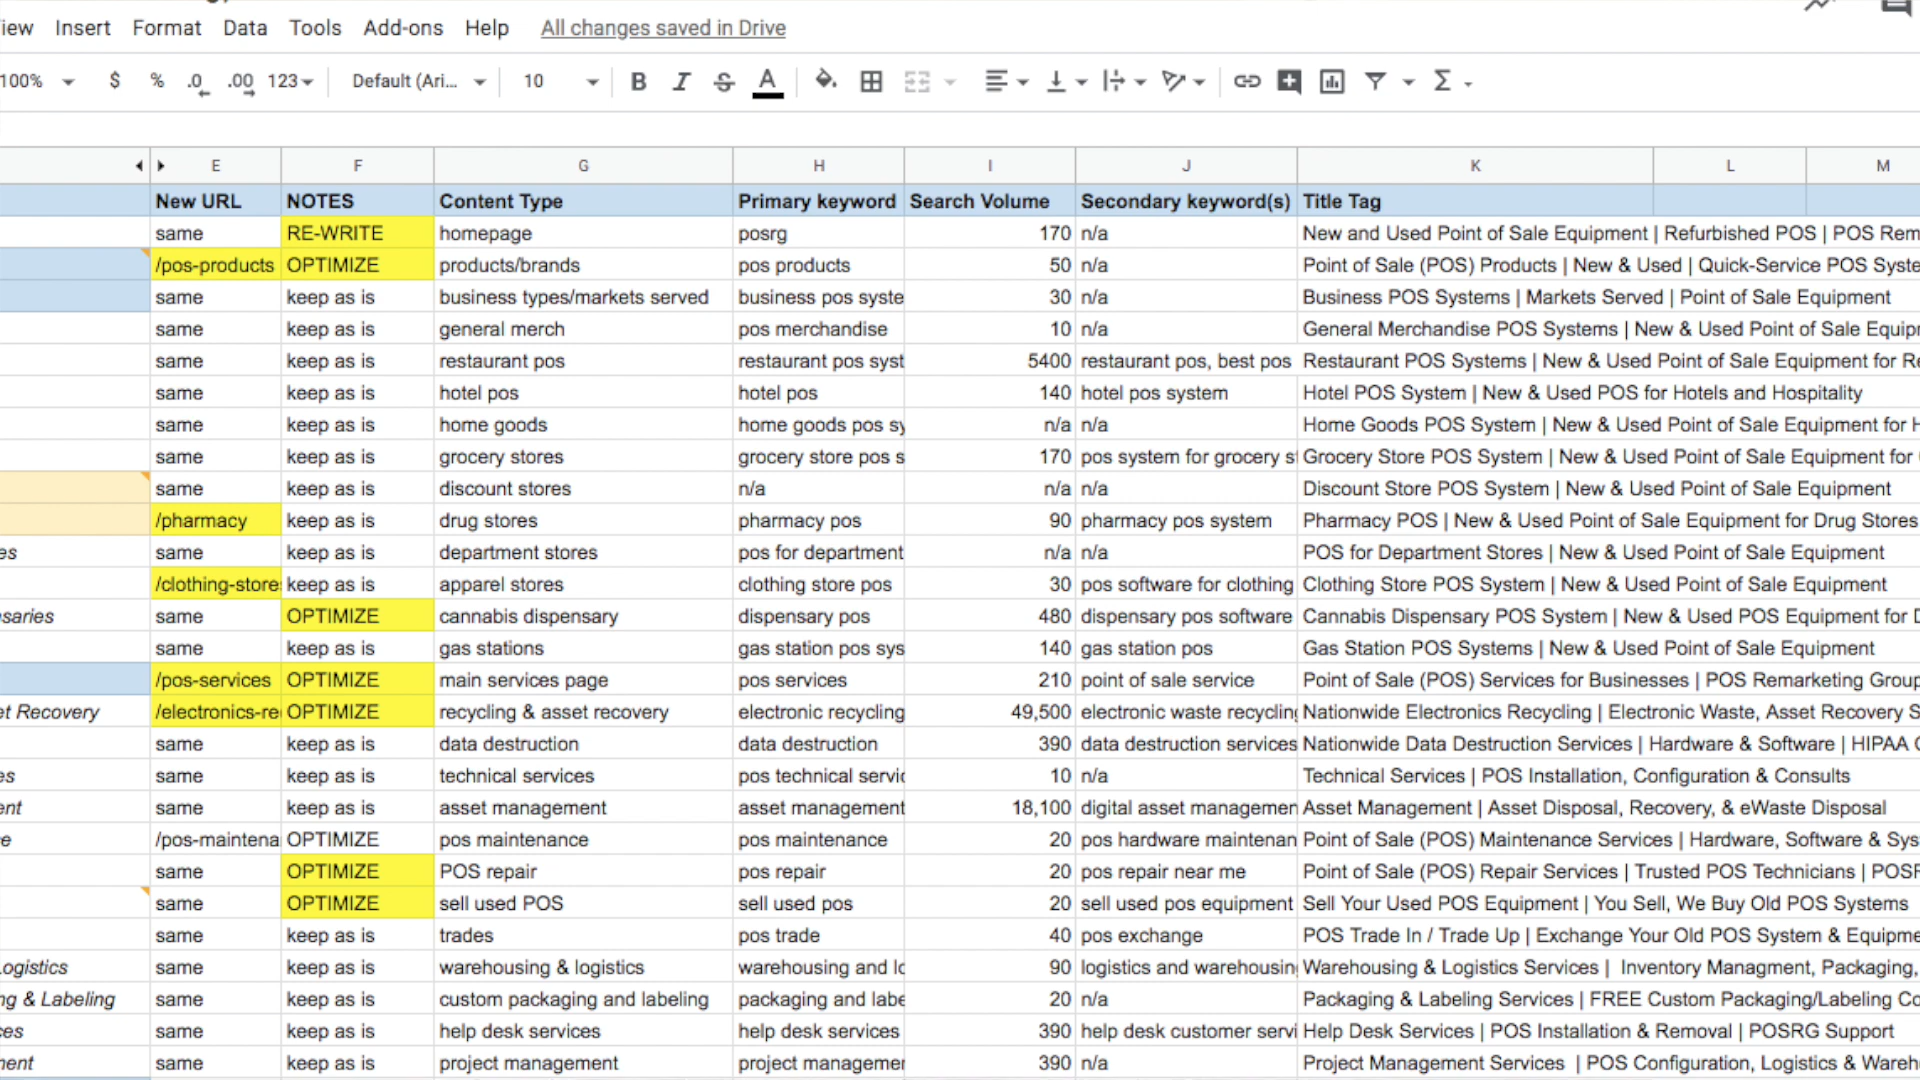 Insert Format Data Tools Add-ons Help All changes saved in Drive
100% $ % .0 .00 123 Default (Ari... 10 B I S A Σ
E F G H I J K L M
New URL NOTES Content Type Primary keyword Search Volume Secondary keyword(s) Title Tag
same RE-WRITE homepage posrg 170 n/a New and Used Point of Sale Equipment | Refurbished POS | POS Rem
/pos-products OPTIMIZE products/brands pos products 50 n/a Point of Sale (POS) Products | New & Used | Quick-Service POS Syste
same keep as is business types/markets served business pos syste 30 n/a Business POS Systems | Markets Served | Point of Sale Equipment
same keep as is general merch pos merchandise 10 n/a General Merchandise POS Systems | New & Used Point of Sale Equip
same keep as is restaurant pos restaurant pos syst 5400 restaurant pos, best pos Restaurant POS Systems | New & Used Point of Sale Equipment for Re
same keep as is hotel pos hotel pos 140 hotel pos system Hotel POS System | New & Used POS for Hotels and Hospitality
same keep as is home goods home goods pos sy n/a n/a Home Goods POS System | New & Used Point of Sale Equipment for H
same keep as is grocery stores grocery store pos s 170 pos system for grocery st Grocery Store POS System | New & Used Point of Sale Equipment for
same keep as is discount stores n/a n/a n/a Discount Store POS System | New & Used Point of Sale Equipment
/pharmacy keep as is drug stores pharmacy pos 90 pharmacy pos system Pharmacy POS | New & Used Point of Sale Equipment for Drug Stores
es same keep as is department stores pos for department n/a n/a POS for Department Stores | New & Used Point of Sale Equipment
/clothing-stores keep as is apparel stores clothing store pos 30 pos software for clothing Clothing Store POS System | New & Used Point of Sale Equipment
saries same OPTIMIZE cannabis dispensary dispensary pos 480 dispensary pos software Cannabis Dispensary POS System | New & Used POS Equipment for D
same keep as is gas stations gas station pos sys 140 gas station pos Gas Station POS Systems | New & Used Point of Sale Equipment
/pos-services OPTIMIZE main services page pos services 210 point of sale service Point of Sale (POS) Services for Businesses | POS Remarketing Group
et Recovery /electronics-re OPTIMIZE recycling & asset recovery electronic recycling 49,500 electronic waste recycling Nationwide Electronics Recycling | Electronic Waste, Asset Recovery S
same keep as is data destruction data destruction 390 data destruction services Nationwide Data Destruction Services | Hardware & Software | HIPAA C
es same keep as is technical services pos technical servic 10 n/a Technical Services | POS Installation, Configuration & Consults
ent same keep as is asset management asset management 18,100 digital asset managemen Asset Management | Asset Disposal, Recovery, & eWaste Disposal
e /pos-maintena OPTIMIZE pos maintenance pos maintenance 20 pos hardware maintenan Point of Sale (POS) Maintenance Services | Hardware, Software & Sys
same OPTIMIZE POS repair pos repair 20 pos repair near me Point of Sale (POS) Repair Services | Trusted POS Technicians | POSR
same OPTIMIZE sell used POS sell used pos 20 sell used pos equipment Sell Your Used POS Equipment | You Sell, We Buy Old POS Systems
same keep as is trades pos trade 40 pos exchange POS Trade In / Trade Up | Exchange Your Old POS System & Equipme
ogistics same keep as is warehousing & logistics warehousing and lo 90 logistics and warehousing Warehousing & Logistics Services | Inventory Managment, Packaging,
ng & Labeling same keep as is custom packaging and labeling packaging and labe 20 n/a Packaging & Labeling Services | FREE Custom Packaging/Labeling Co
ces same keep as is help desk services help desk services 390 help desk customer servi Help Desk Services | POS Installation & Removal | POSRG Support
ment same keep as is project management project managemen 390 n/a Project Management Services | POS Configuration, Logistics & Wareh